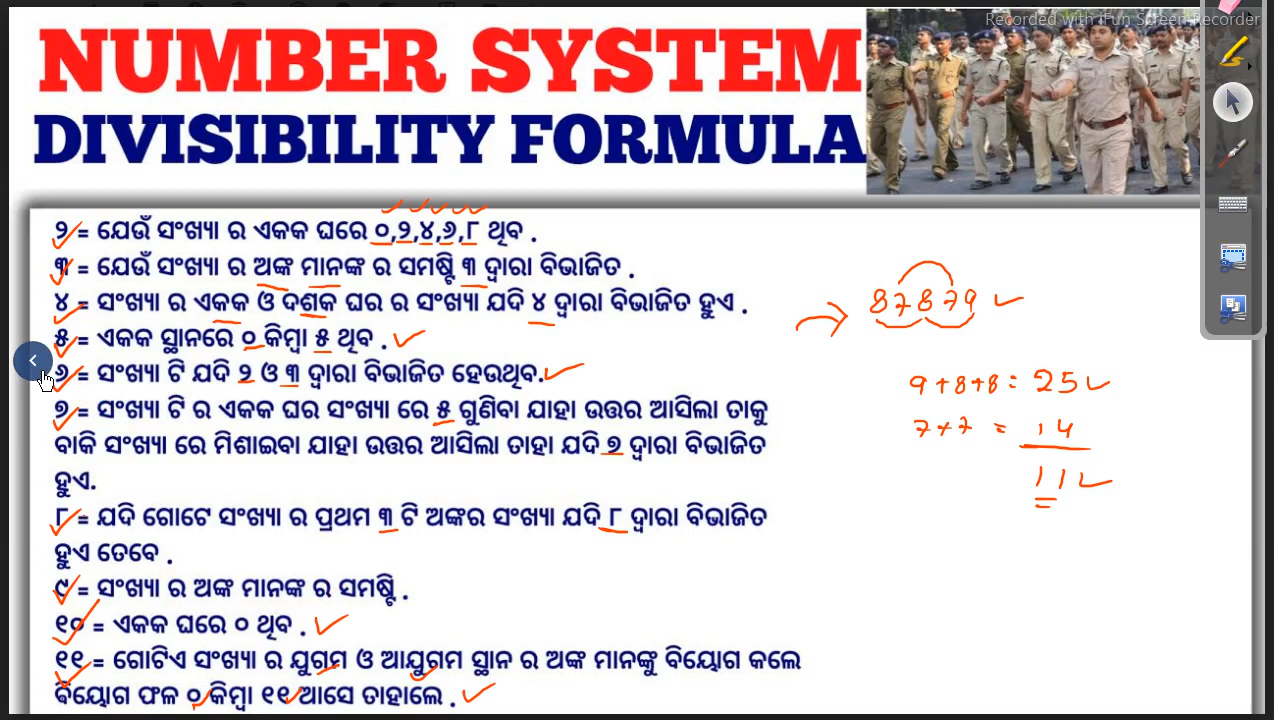 Recorded with iFun Screen Recorder
NUMBER SYSTEM
DIVISIBILITY FORMULA
୨ = ଯେଉଁ ସଂଖ୍ୟା ର ଏକକ ଘରେ ୦,୨,୪,୬,୮ ଥିବ .
୩ = ଯେଉଁ ସଂଖ୍ୟା ର ଅଙ୍କ ମାନଙ୍କ ର ସମଷ୍ଟି ୩ ଦ୍ଵାରା ବିଭାଜିତ .
୪ = ସଂଖ୍ୟା ର ଏକକ ଓ ଦଶକ ଘର ର ସଂଖ୍ୟା ଯଦି ୪ ଦ୍ଵାରା ବିଭାଜିତ ହୁଏ .
୫ = ଏକକ ସ୍ଥାନରେ ୦ କିମ୍ବା ୫ ଥିବ .
୬ = ସଂଖ୍ୟା ଟି ଯଦି ୨ ଓ ୩ ଦ୍ଵାରା ବିଭାଜିତ ହେଉଥିବ.
୭ = ସଂଖ୍ୟା ଟି ର ଏକକ ଘର ସଂଖ୍ୟା ରେ ୫ ଗୁଣିବା ଯାହା ଉତ୍ତର ଆସିଲା ତାକୁ
ବାକି ସଂଖ୍ୟା ରେ ମିଶାଇବା ଯାହା ଉତ୍ତର ଆସିଲା ତାହା ଯଦି ୭ ଦ୍ଵାରା ବିଭାଜିତ
ହୁଏ.
୮ = ଯଦି ଗୋଟେ ସଂଖ୍ୟା ର ପ୍ରଥମ ୩ ଟି ଅଙ୍କର ସଂଖ୍ୟା ଯଦି ୮ ଦ୍ଵାରା ବିଭାଜିତ
ହୁଏ ତେବେ .
୯ = ସଂଖ୍ୟା ର ଅଙ୍କ ମାନଙ୍କ ର ସମଷ୍ଟି .
୧୦ = ଏକକ ଘରେ ୦ ଥିବ .
୧୧ = ଗୋଟିଏ ସଂଖ୍ୟା ର ଯୁଗମ ଓ ଆଯୁଗମ ସ୍ଥାନ ର ଅଙ୍କ ମାନଙ୍କୁ ବିୟୋଗ କଲେ
ଵିୟୋଗ ଫଳ ୦ କିମ୍ବା ୧୧ ଆସେ ତାହାଲେ .
87879
9+8+8= 25
7+7 = 14
11